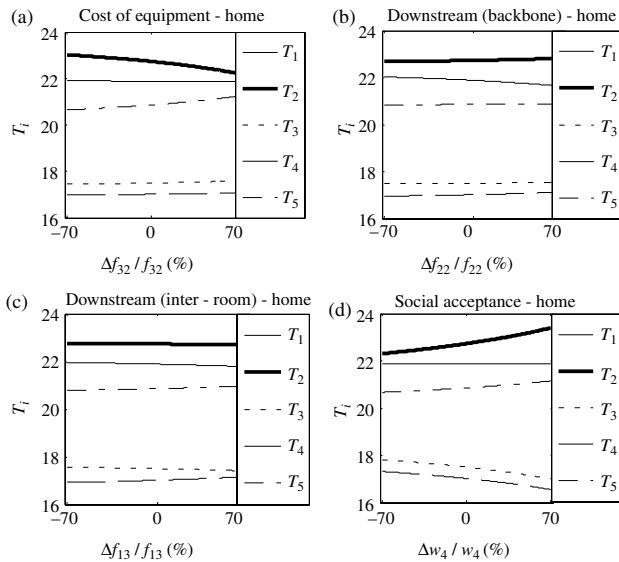 (a) Cost of equipment - home
24
22
20
18
16
T_i
−70 0 70
Δf_32 / f_32 (%)
T_1
T_2
T_3
T_4
T_5
(b) Downstream (backbone) - home
24
22
20
18
16
T_i
−70 0 70
Δf_22 / f_22 (%)
T_1
T_2
T_3
T_4
T_5
(c) Downstream (inter - room) - home
24
22
20
18
16
T_i
−70 0 70
Δf_13 / f_13 (%)
T_1
T_2
T_3
T_4
T_5
(d) Social acceptance - home
24
22
20
18
16
T_i
−70 0 70
Δw_4 / w_4 (%)
T_1
T_2
T_3
T_4
T_5